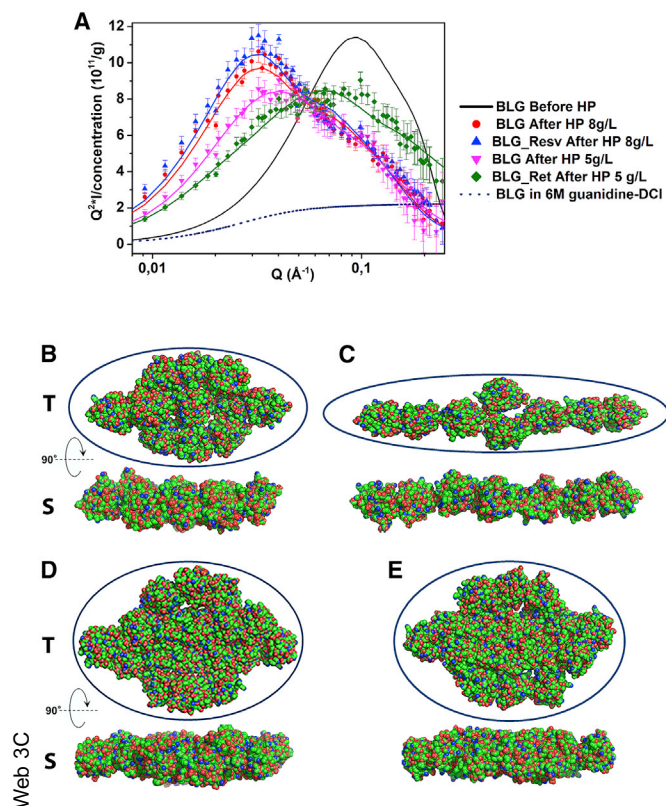 A
Q²*I/concentration (10¹¹/g)
12
10
8
6
4
2
0
0,01
0,1
Q (Å⁻¹)
BLG Before HP
BLG After HP 8g/L
BLG_Resv After HP 8g/L
BLG After HP 5g/L
BLG_Ret After HP 5 g/L
BLG in 6M guanidine-DCl
B
C
T
90°
S
D
E
T
90°
S
Web 3C